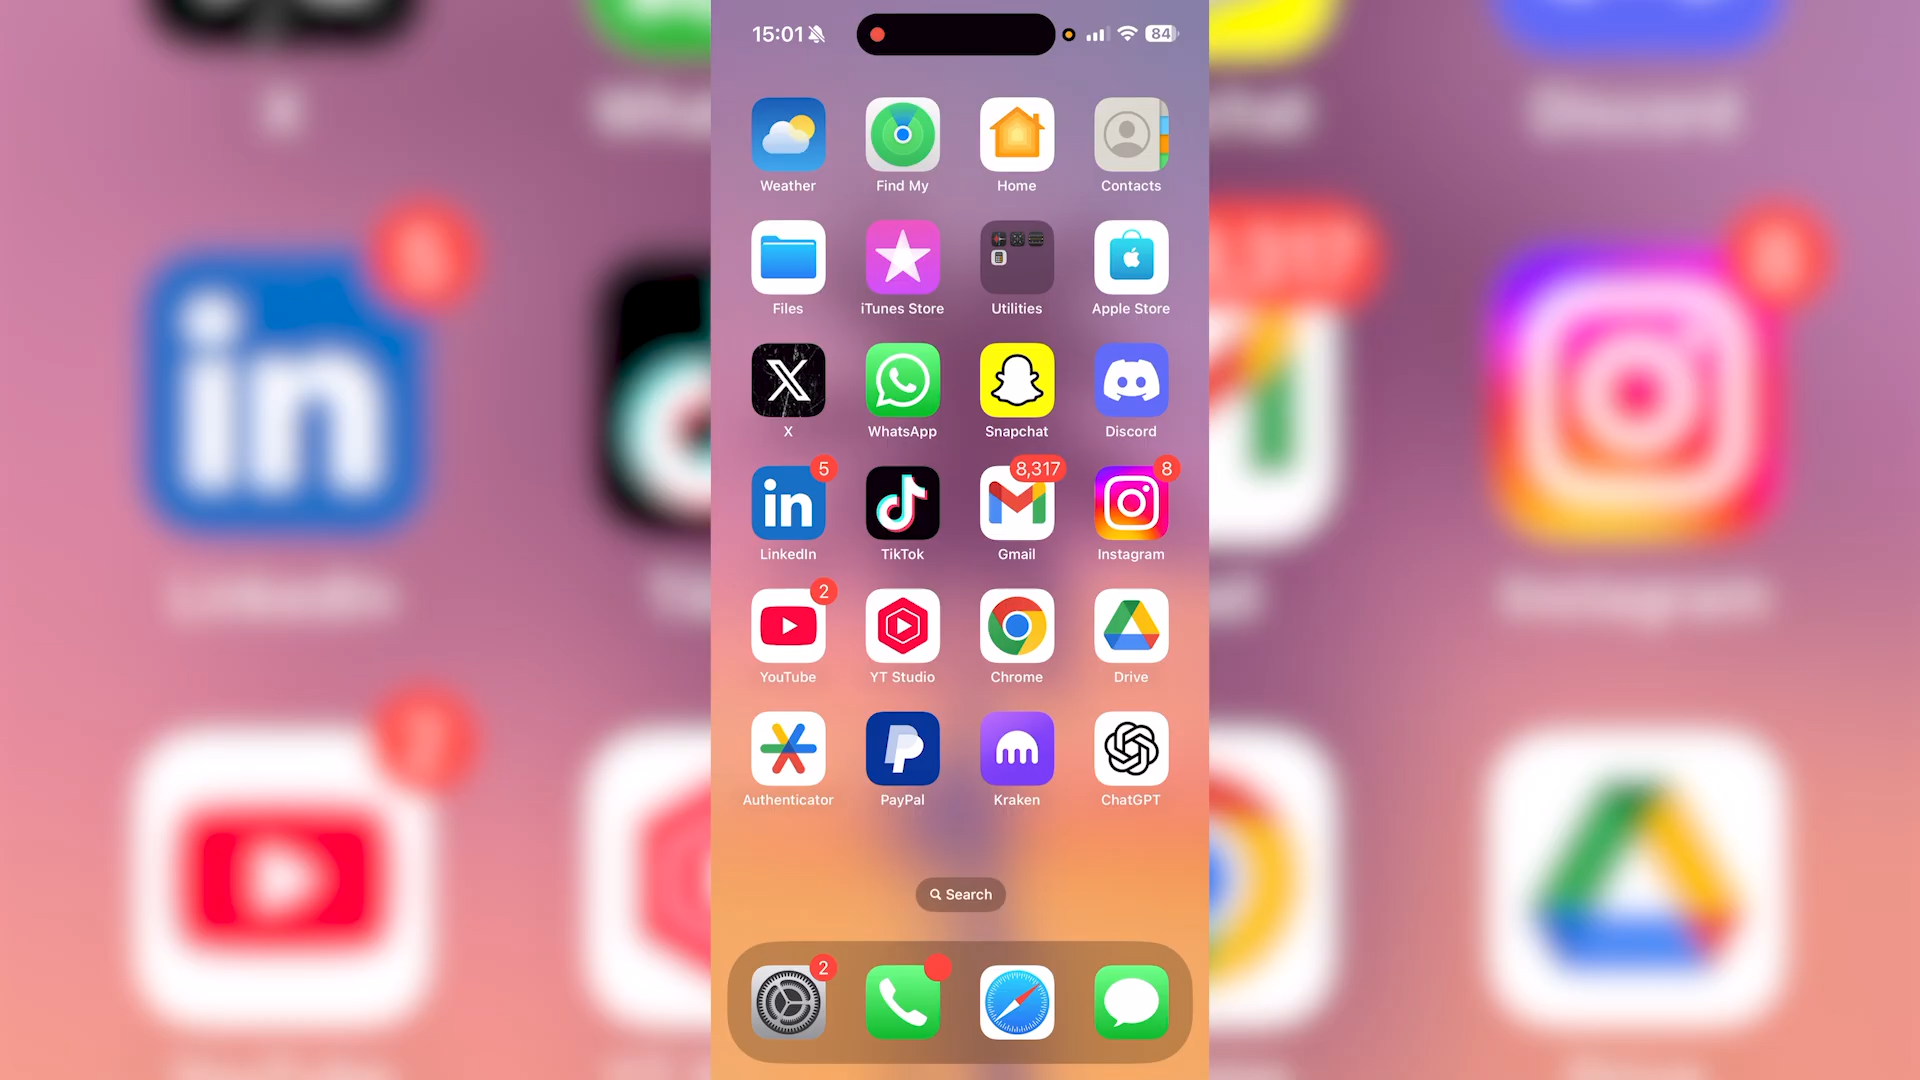 15:01 84
Weather Find My Home Contacts
Files iTunes Store Utilities Apple Store
X WhatsApp Snapchat Discord
5 8,317 8
LinkedIn TikTok Gmail Instagram
2
YouTube YT Studio Chrome Drive
Authenticator PayPal Kraken ChatGPT
Search
2